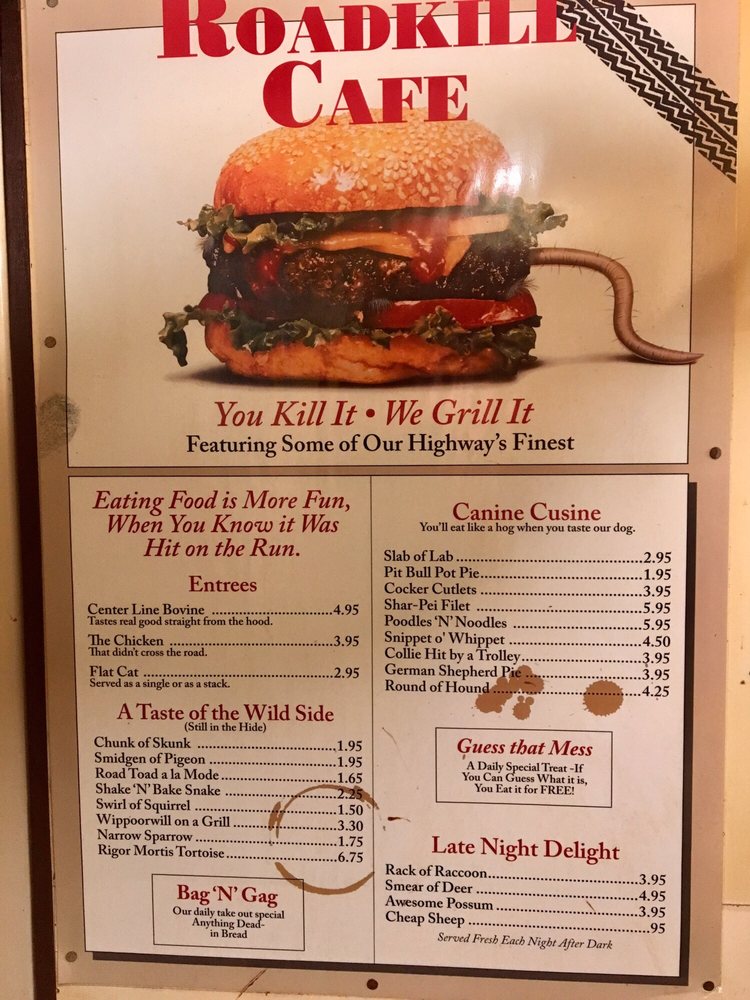 ROADKILL
CAFE
You Kill It • We Grill It
Featuring Some of Our Highway's Finest
Eating Food is More Fun,
When You Know it Was
Hit on the Run.
Entrees
Center Line Bovine ..............................4.95
Tastes real good straight from the hood.
The Chicken ..............................3.95
That didn't cross the road.
Flat Cat ..............................2.95
Served as a single or as a stack.
A Taste of the Wild Side
(Still in the Hide)
Chunk of Skunk ..............................1.95
Smidgen of Pigeon ..............................1.95
Road Toad a la Mode..............................1.65
Shake 'N' Bake Snake ..............................2.25
Swirl of Squirrel ..............................1.50
Wippoorwill on a Grill ..............................3.30
Narrow Sparrow ..............................1.75
Rigor Mortis Tortoise..............................6.75
Bag 'N' Gag
Our daily take out special
Anything Dead-
in Bread
Canine Cusine
You'll eat like a hog when you taste our dog.
Slab of Lab ..............................2.95
Pit Bull Pot Pie..............................1.95
Cocker Cutlets ..............................3.95
Shar-Pei Filet ..............................5.95
Poodles 'N' Noodles ..............................5.95
Snippet o' Whippet ..............................4.50
Collie Hit by a Trolley..............................3.95
German Shepherd Pie ..............................3.95
Round of Hound ..............................4.25
Guess that Mess
A Daily Special Treat -If
You Can Guess What it is,
You Eat it for FREE!
Late Night Delight
Rack of Raccoon..............................3.95
Smear of Deer ..............................4.95
Awesome Possum ..............................3.95
Cheap Sheep ...............................95
Served Fresh Each Night After Dark